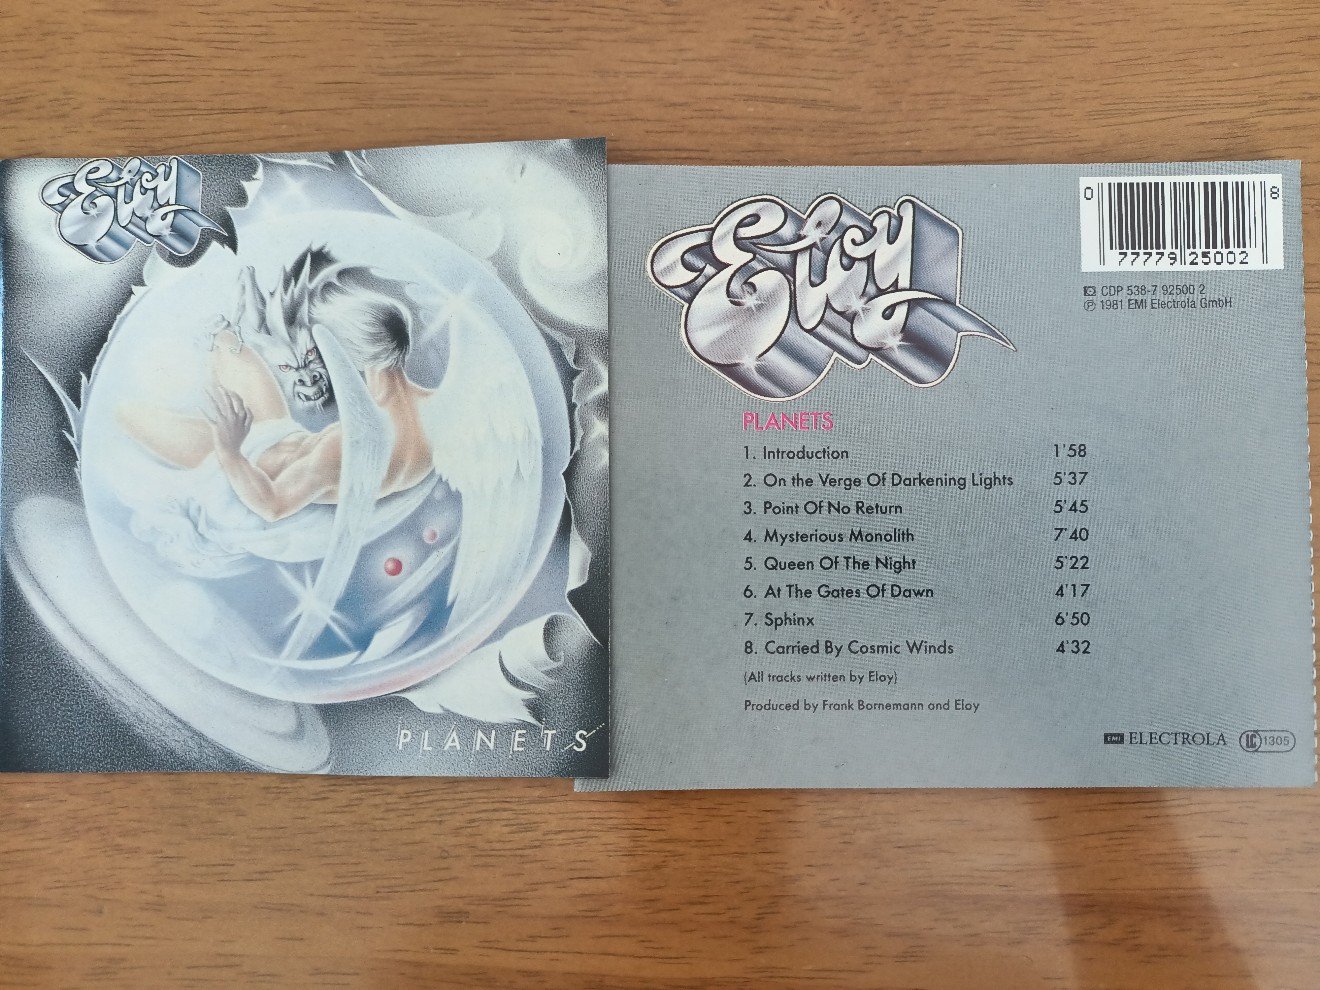 Eloy
PLANETS
Eloy
0 77779 25002 8
CDP 538-7 92500 2
℗ 1981 EMI Electrola GmbH
PLANETS
1. Introduction 1'58
2. On the Verge Of Darkening Lights 5'37
3. Point Of No Return 5'45
4. Mysterious Monolith 7'40
5. Queen Of The Night 5'22
6. At The Gates Of Dawn 4'17
7. Sphinx 6'50
8. Carried By Cosmic Winds 4'32
(All tracks written by Eloy)
Produced by Frank Bornemann and Eloy
EMI ELECTROLA LC 1305